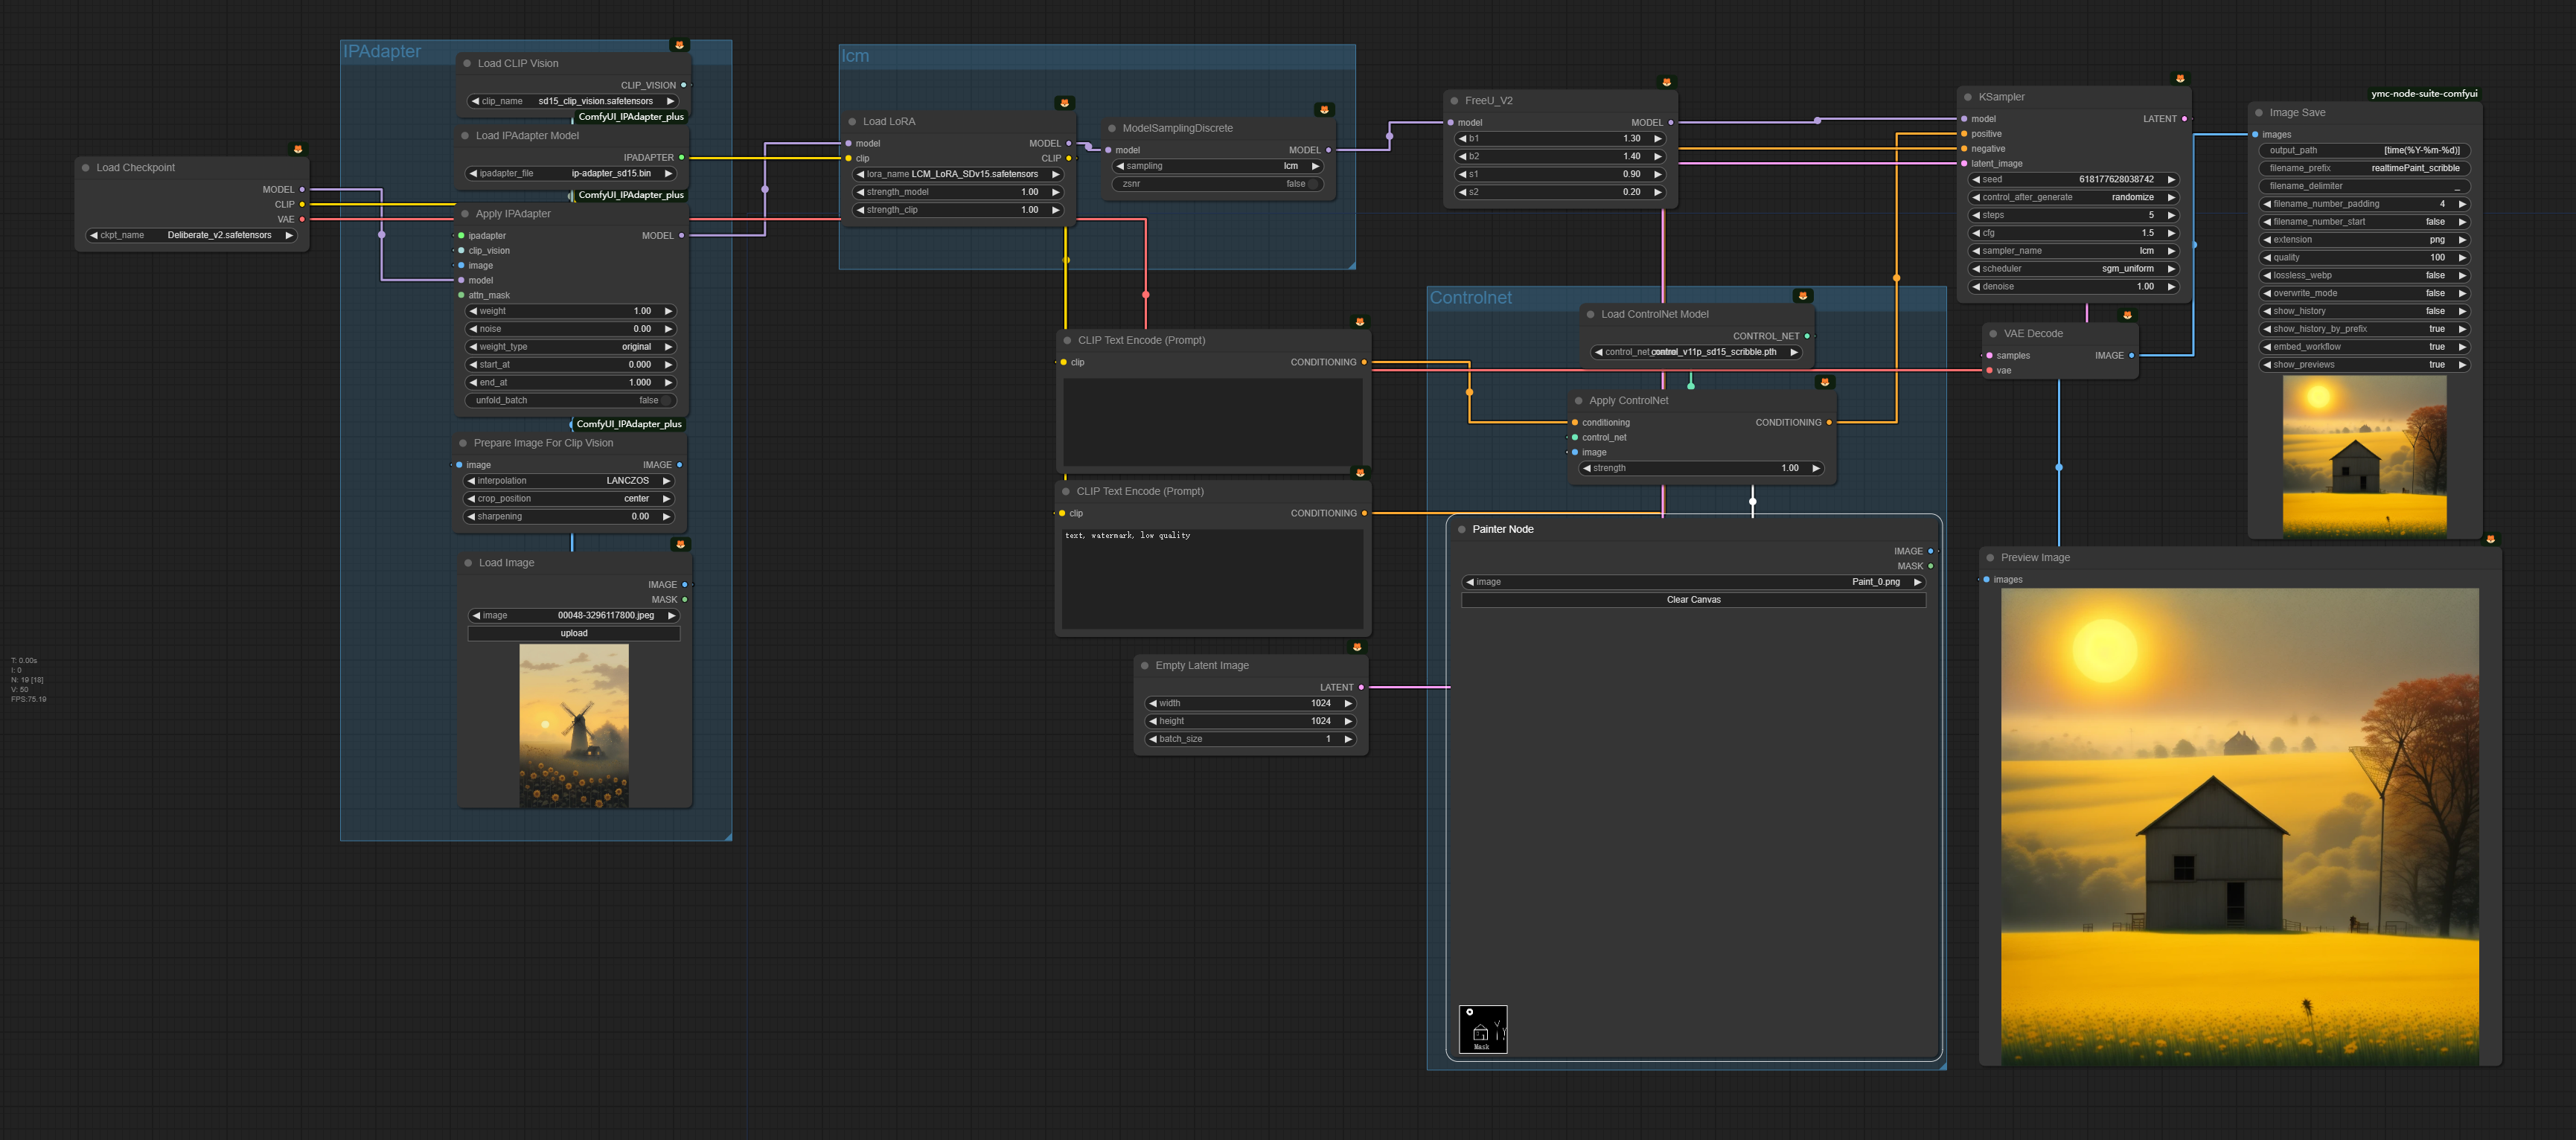 IPAdapter
Load CLIP Vision
CLIP_VISION
clip_name sd15_clip_vision.safetensors
ComfyUI_IPAdapter_plus
Load IPAdapter Model
IPADAPTER
ipadapter_file ip-adapter_sd15.bin
ComfyUI_IPAdapter_plus
Load Checkpoint
MODEL
CLIP
VAE
ckpt_name Deliberate_v2.safetensors
Apply IPAdapter
ipadapter MODEL
clip_vision
image
model
attn_mask
weight 1.00
noise 0.00
weight_type original
start_at 0.000
end_at 1.000
unfold_batch false
ComfyUI_IPAdapter_plus
Prepare Image For Clip Vision
image IMAGE
interpolation LANCZOS
crop_position center
sharpening 0.00
Load Image
IMAGE
MASK
image 00048-3296117800.jpeg
upload
T: 0.00s
I: 0
N: 19 [18]
V: 50
FPS:75.19
lcm
Load LoRA
model MODEL
clip CLIP
lora_name LCM_LoRA_SDv15.safetensors
strength_model 1.00
strength_clip 1.00
ModelSamplingDiscrete
model MODEL
sampling lcm
zsnr false
CLIP Text Encode (Prompt)
clip CONDITIONING
CLIP Text Encode (Prompt)
clip CONDITIONING
text, watermark, low quality
Empty Latent Image
LATENT
width 1024
height 1024
batch_size 1
FreeU_V2
model MODEL
b1 1.30
b2 1.40
s1 0.90
s2 0.20
Controlnet
Load ControlNet Model
CONTROL_NET
control_net_name control_v11p_sd15_scribble.pth
Apply ControlNet
conditioning CONDITIONING
control_net
image
strength 1.00
Painter Node
IMAGE
MASK
image Paint_0.png
Clear Canvas
Mask
KSampler
model LATENT
positive
negative
latent_image
seed 618177628038742
control_after_generate randomize
steps 5
cfg 1.5
sampler_name lcm
scheduler sgm_uniform
denoise 1.00
VAE Decode
samples IMAGE
vae
ymc-node-suite-comfyui
Image Save
images
output_path [time(%Y-%m-%d)]
filename_prefix realtimePaint_scribble
filename_delimiter _
filename_number_padding 4
filename_number_start false
extension png
quality 100
lossless_webp false
overwrite_mode false
show_history false
show_history_by_prefix true
embed_workflow true
show_previews true
Preview Image
images